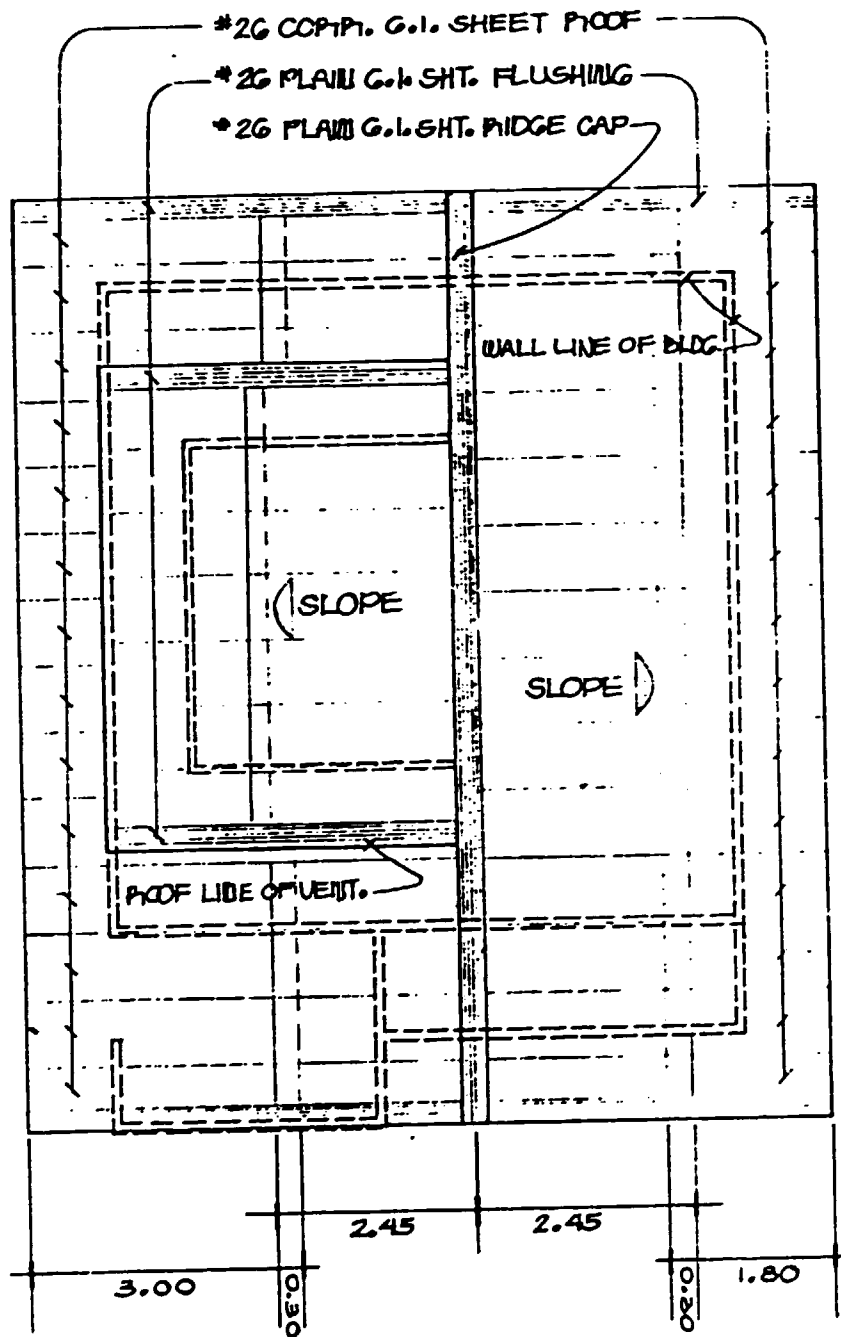 #26 CORR. G.I. SHEET ROOF
#26 PLAIN G.I. SHT. FLUSHING
#26 PLAIN G.I. SHT. RIDGE CAP
WALL LINE OF BLDG
SLOPE
SLOPE
ROOF LINE OF VENT.
2.45
2.45
3.00
0.30
0.20
1.80